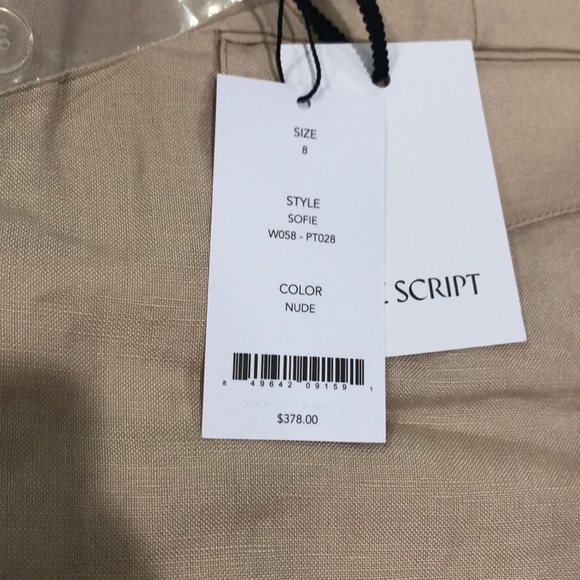 SIZE
8
STYLE
SOFIE
W058 - PT028
COLOR
NUDE
SCRIPT
8 49642 09159 1
$378.00